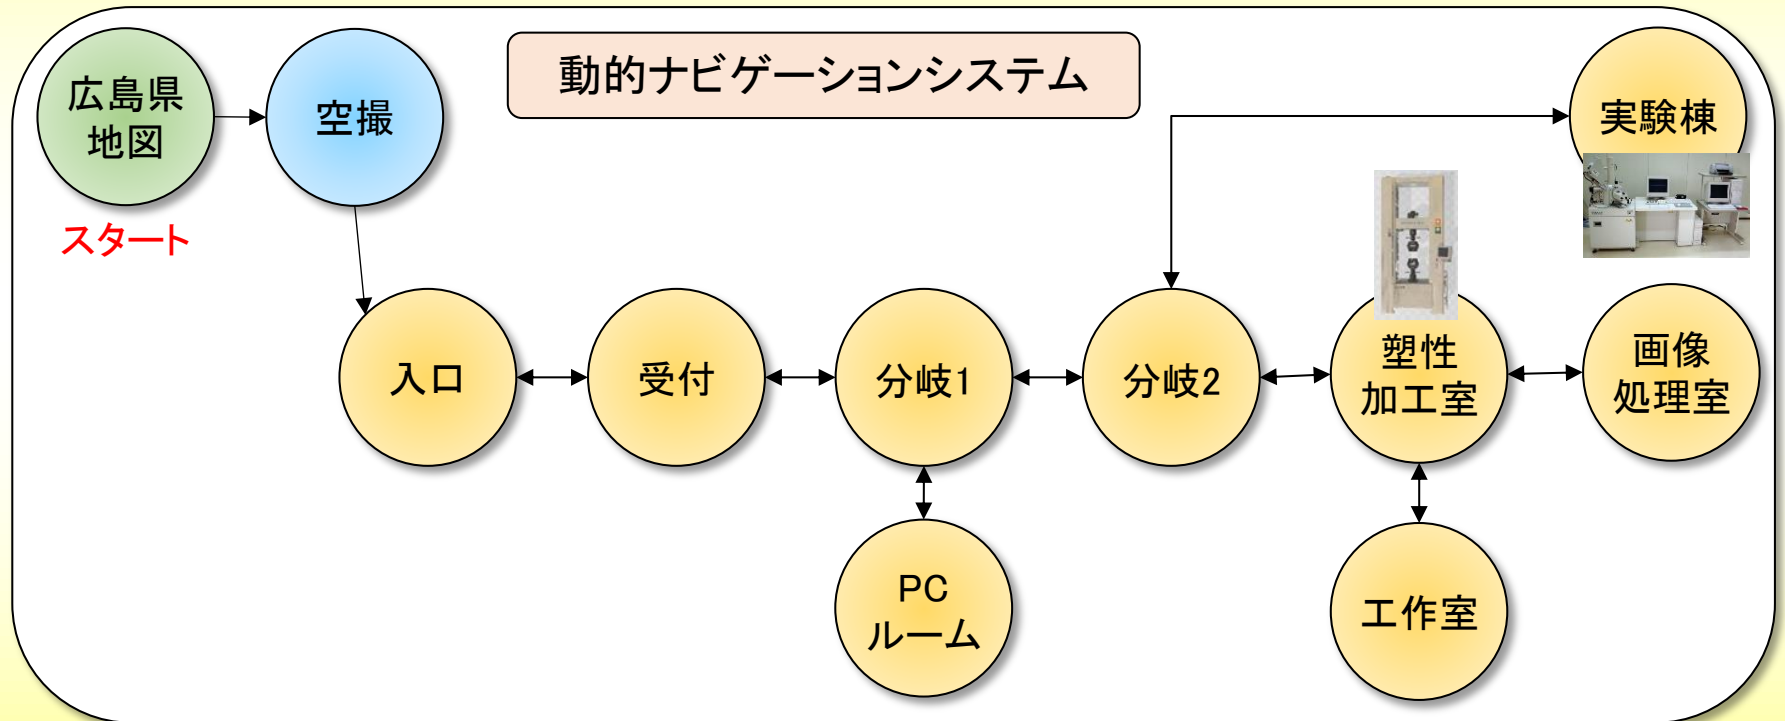 動的ナビゲーションシステム
広島県
地図
スタート
空撮
実験棟
入口
受付
分岐1
分岐2
塑性
加工室
画像
処理室
PC
ルーム
工作室